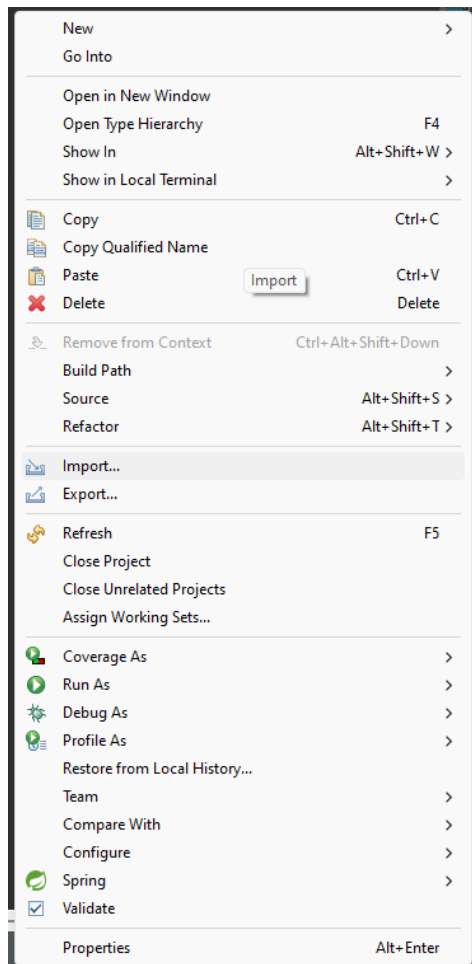 New
Go Into
Open in New Window
Open Type Hierarchy F4
Show In Alt+Shift+W
Show in Local Terminal
Copy Ctrl+C
Copy Qualified Name
Paste Import Ctrl+V
Delete Delete
Remove from Context Ctrl+Alt+Shift+Down
Build Path
Source Alt+Shift+S
Refactor Alt+Shift+T
Import...
Export...
Refresh F5
Close Project
Close Unrelated Projects
Assign Working Sets...
Coverage As
Run As
Debug As
Profile As
Restore from Local History...
Team
Compare With
Configure
Spring
Validate
Properties Alt+Enter